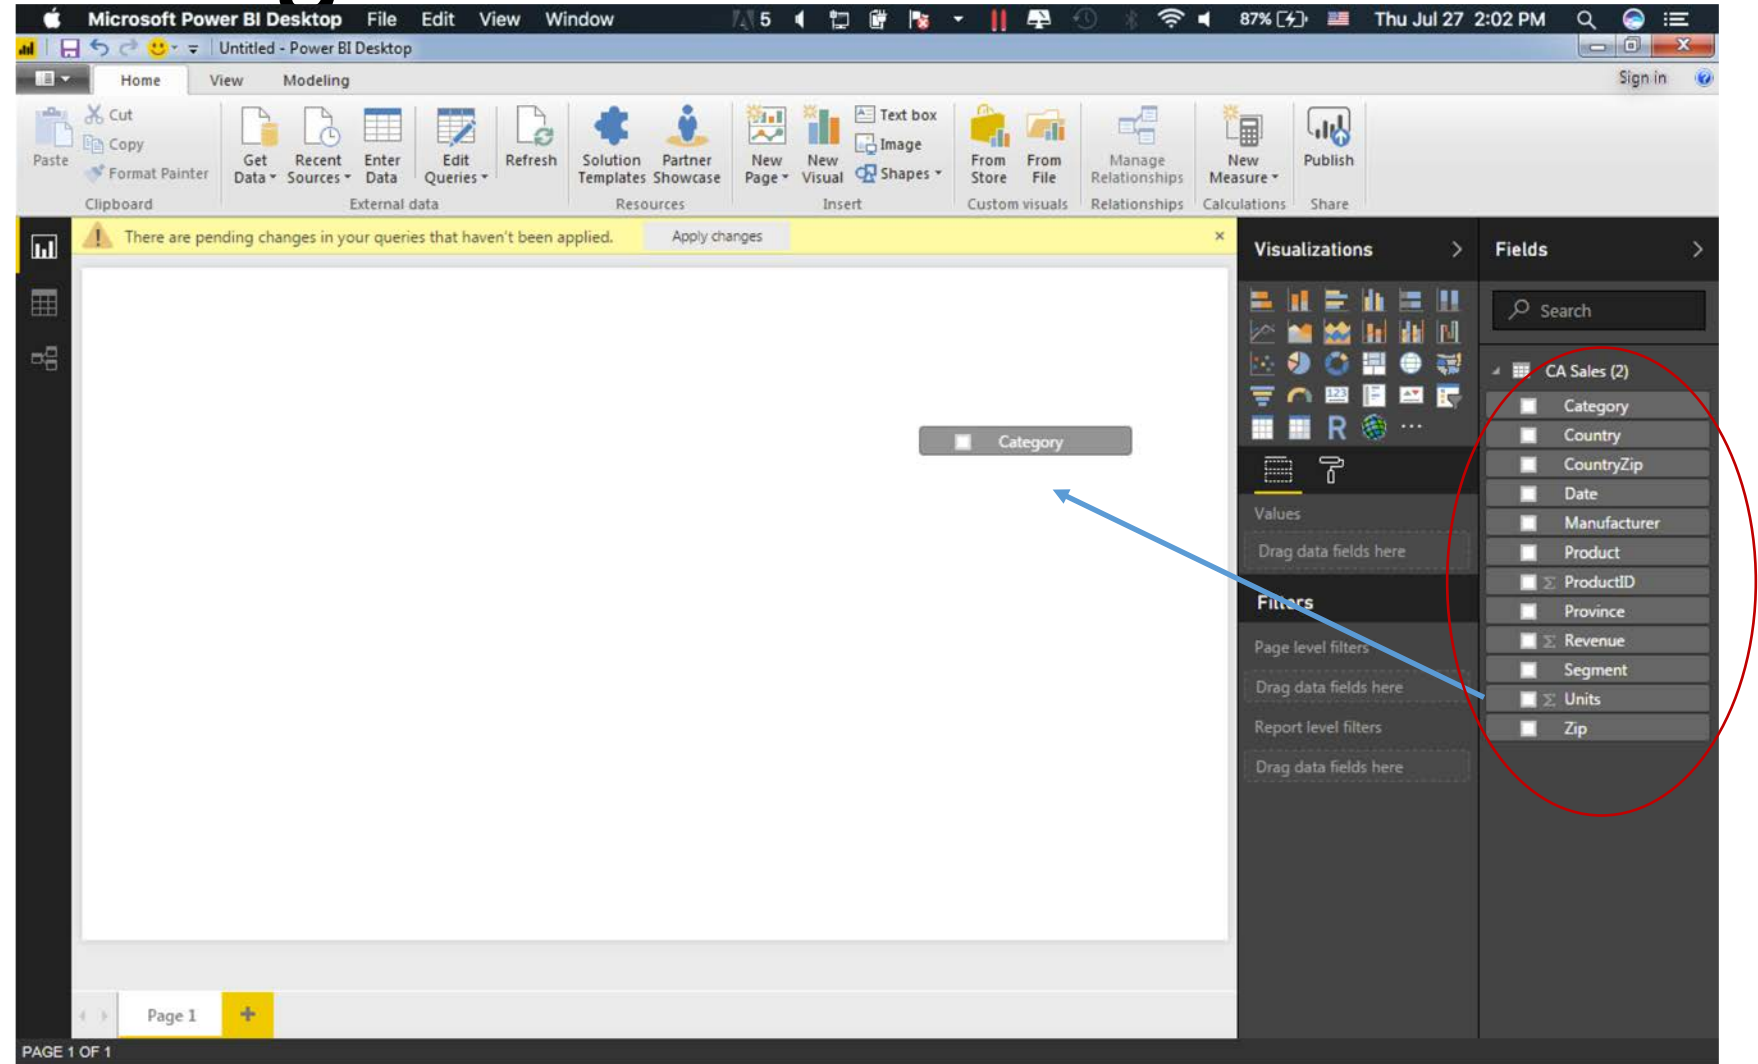 Microsoft Power BI Desktop File Edit View Window 5 87% Thu Jul 27 2:02 PM
Untitled - Power BI Desktop
Home View Modeling Sign in
Paste
Cut
Copy
Format Painter
Clipboard
Get Data
Recent Sources
Enter Data
Edit Queries
Refresh
External data
Solution Templates
Partner Showcase
Resources
New Page
New Visual
Text box
Image
Shapes
Insert
From Store
From File
Custom visuals
Manage Relationships
Relationships
New Measure
Calculations
Publish
Share
There are pending changes in your queries that haven't been applied. Apply changes
Category
Visualizations
123
R
Values
Drag data fields here
Filters
Page level filters
Drag data fields here
Report level filters
Drag data fields here
Fields
Search
CA Sales (2)
Category
Country
CountryZip
Date
Manufacturer
Product
Σ ProductID
Province
Σ Revenue
Segment
Σ Units
Zip
Page 1 +
PAGE 1 OF 1